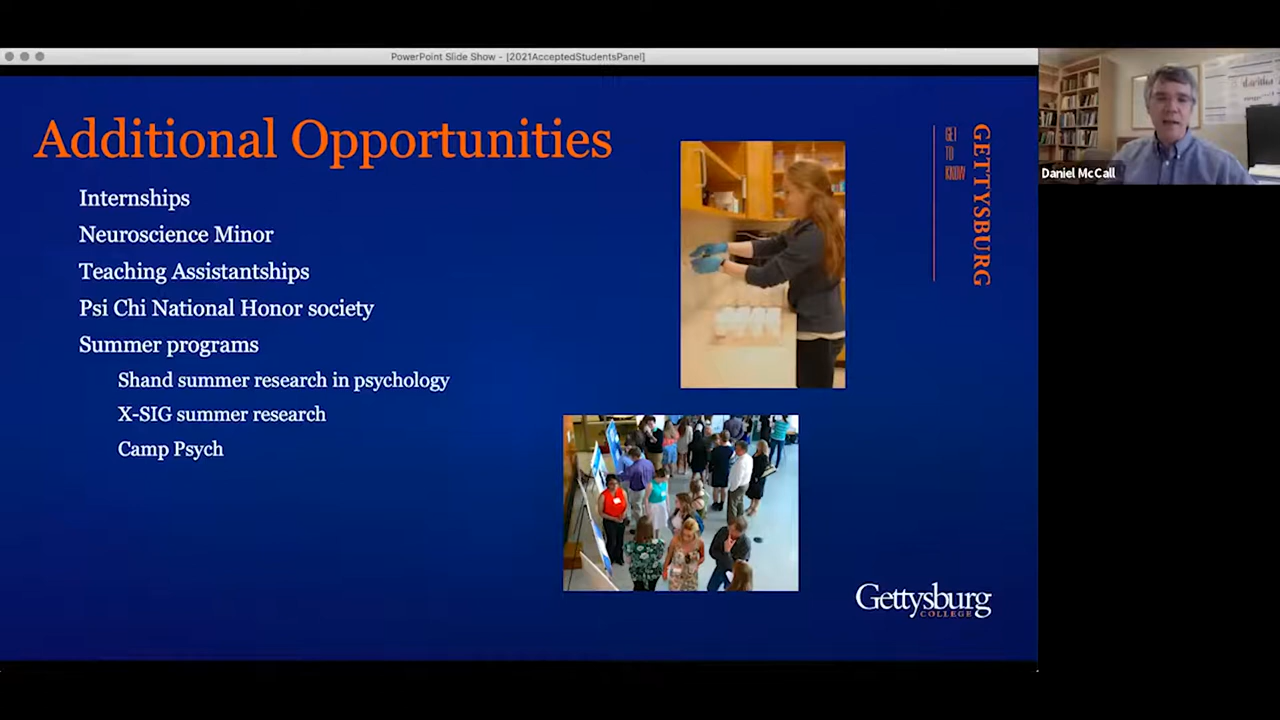 PowerPoint Slide Show - [2021AcceptedStudentsPanel]
Additional Opportunities
Internships
Neuroscience Minor
Teaching Assistantships
Psi Chi National Honor society
Summer programs
Shand summer research in psychology
X-SIG summer research
Camp Psych
GET
TO
KNOW
GETTYSBURG
Gettysburg
COLLEGE
Daniel McCall